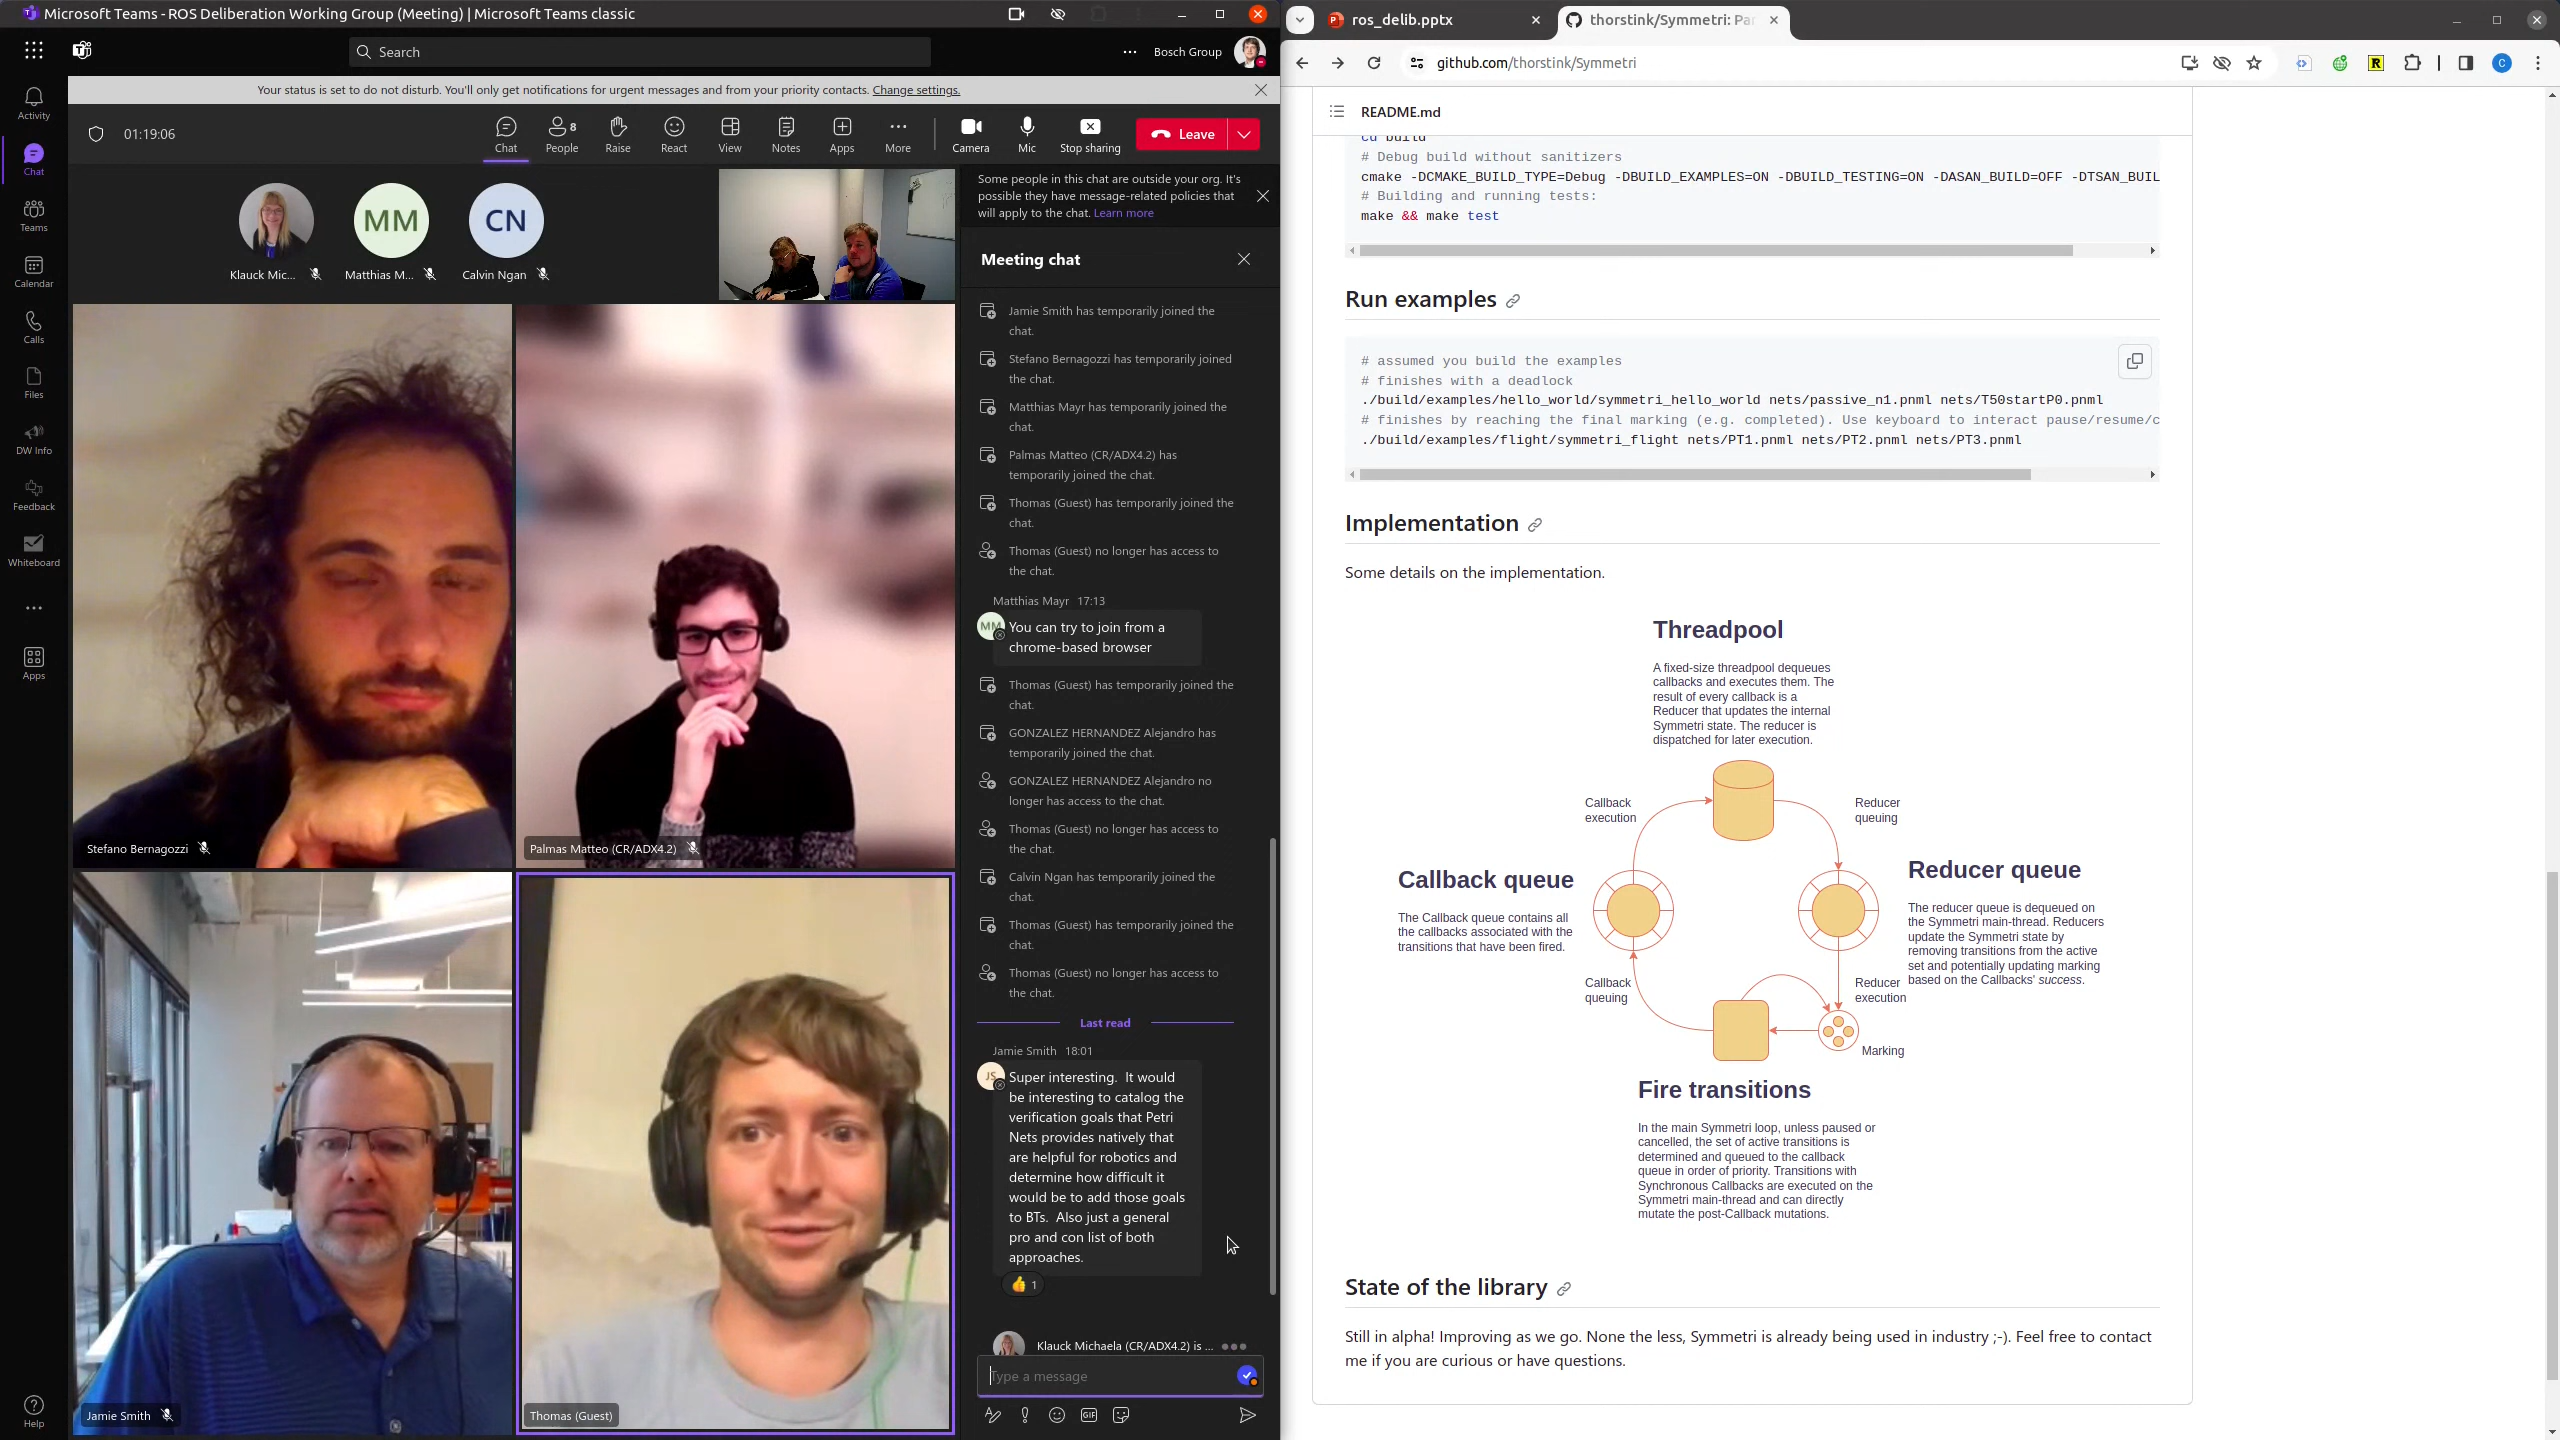 Microsoft Teams - ROS Deliberation Working Group (Meeting) | Microsoft Teams classic
Search
Bosch Group
Activity
Chat
Teams
Calendar
Calls
Files
DW Info
Feedback
Whiteboard
Apps
Help
Your status is set to do not disturb. You'll only get notifications for urgent messages and from your priority contacts. Change settings.
01:19:06
Chat
8
People
Raise
React
View
Notes
Apps
More
Camera
Mic
Stop sharing
Leave
MM
CN
Klauck Mic...
Matthias M...
Calvin Ngan
Stefano Bernagozzi
Palmas Matteo (CR/ADX4.2)
Jamie Smith
Thomas (Guest)
Some people in this chat are outside your org. It's
possible they have message-related policies that
will apply to the chat. Learn more
Meeting chat
Jamie Smith has temporarily joined the
chat.
Stefano Bernagozzi has temporarily joined
the chat.
Matthias Mayr has temporarily joined the
chat.
Palmas Matteo (CR/ADX4.2) has
temporarily joined the chat.
Thomas (Guest) has temporarily joined the
chat.
Thomas (Guest) no longer has access to
the chat.
Matthias Mayr 17:13
MM
You can try to join from a
chrome-based browser
Thomas (Guest) has temporarily joined the
chat.
GONZALEZ HERNANDEZ Alejandro has
temporarily joined the chat.
GONZALEZ HERNANDEZ Alejandro no
longer has access to the chat.
Thomas (Guest) no longer has access to
the chat.
Calvin Ngan has temporarily joined the
chat.
Thomas (Guest) has temporarily joined the
chat.
Thomas (Guest) no longer has access to
the chat.
Last read
Jamie Smith 18:01
JS
Super interesting. It would
be interesting to catalog the
verification goals that Petri
Nets provides natively that
are helpful for robotics and
determine how difficult it
would be to add those goals
to BTs. Also just a general
pro and con list of both
approaches.
👍 1
Klauck Michaela (CR/ADX4.2) is ...
Type a message
GIF
ros_delib.pptx
thorstink/Symmetri: Pa
github.com/thorstink/Symmetri
R
C
README.md
cd build
# Debug build without sanitizers
cmake -DCMAKE_BUILD_TYPE=Debug -DBUILD_EXAMPLES=ON -DBUILD_TESTING=ON -DASAN_BUILD=OFF -DTSAN_BUIL
# Building and running tests:
make && make test
Run examples
# assumed you build the examples
# finishes with a deadlock
./build/examples/hello_world/symmetri_hello_world nets/passive_n1.pnml nets/T50startP0.pnml
# finishes by reaching the final marking (e.g. completed). Use keyboard to interact pause/resume/c
./build/examples/flight/symmetri_flight nets/PT1.pnml nets/PT2.pnml nets/PT3.pnml
Implementation
Some details on the implementation.
Threadpool
A fixed-size threadpool dequeues
callbacks and executes them. The
result of every callback is a
Reducer that updates the internal
Symmetri state. The reducer is
dispatched for later execution.
Callback
execution
Reducer
queuing
Callback queue
The Callback queue contains all
the callbacks associated with the
transitions that have been fired.
Reducer queue
The reducer queue is dequeued on
the Symmetri main-thread. Reducers
update the Symmetri state by
removing transitions from the active
set and potentially updating marking
based on the Callbacks' success.
Callback
queuing
Reducer
execution
Marking
Fire transitions
In the main Symmetri loop, unless paused or
cancelled, the set of active transitions is
determined and queued to the callback
queue in order of priority. Transitions with
Synchronous Callbacks are executed on the
Symmetri main-thread and can directly
mutate the post-Callback mutations.
State of the library
Still in alpha! Improving as we go. None the less, Symmetri is already being used in industry ;-). Feel free to contact
me if you are curious or have questions.